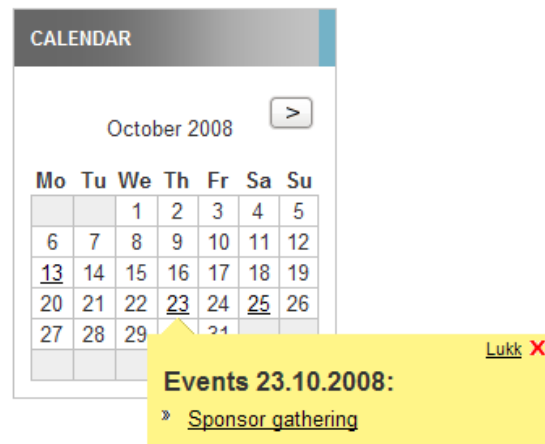 CALENDAR
October 2008 >
Mo Tu We Th Fr Sa Su
1 2 3 4 5
6 7 8 9 10 11 12
13 14 15 16 17 18 19
20 21 22 23 24 25 26
27 28 29 31
Lukk X
Events 23.10.2008:
» Sponsor gathering